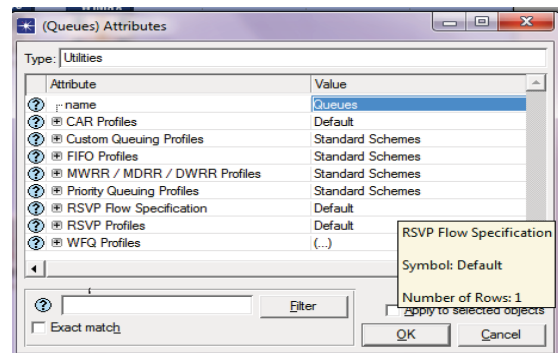 (Queues) Attributes
Type: Utilities
Attribute Value
name Queues
CAR Profiles Default
Custom Queuing Profiles Standard Schemes
FIFO Profiles Standard Schemes
MWRR / MDRR / DWRR Profiles Standard Schemes
Priority Queuing Profiles Standard Schemes
RSVP Flow Specification Default
RSVP Profiles Default
WFQ Profiles (...)
RSVP Flow Specification
Symbol: Default
Number of Rows: 1
Filter
Apply to selected objects
Exact match
OK Cancel